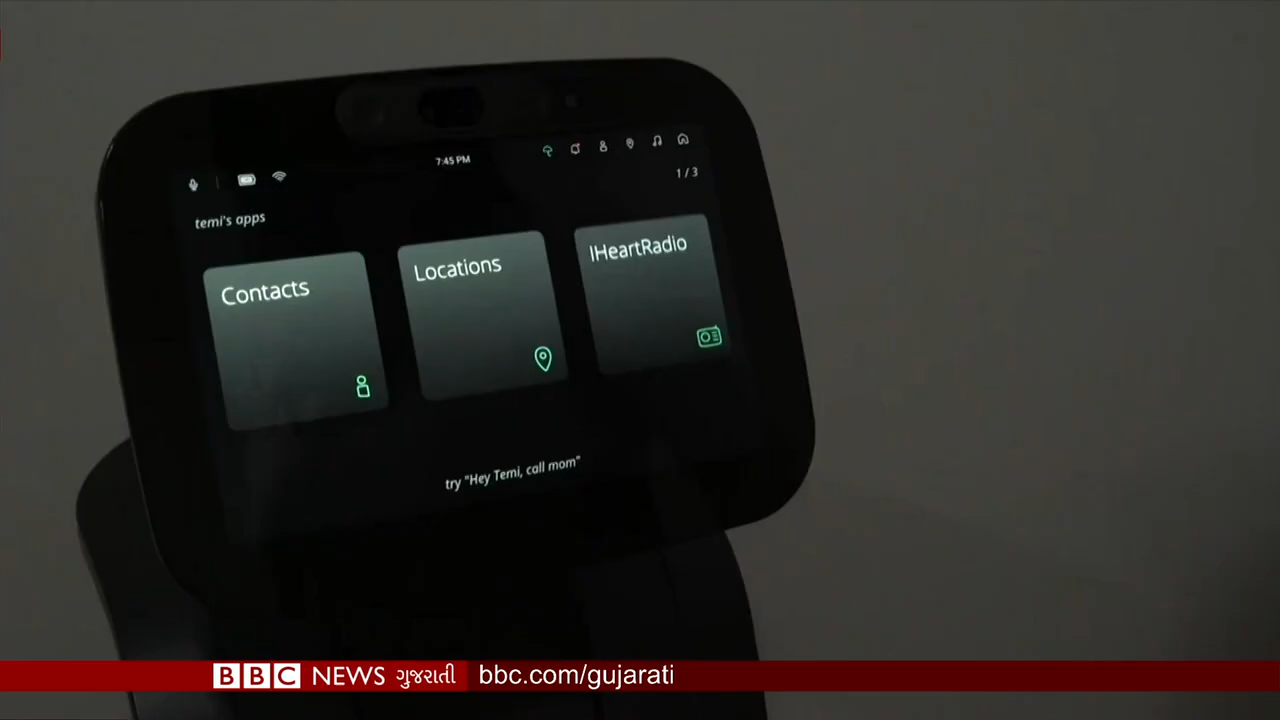 7:45 PM
1 / 3
temi's apps
Contacts
Locations
IHeartRadio
try "Hey Temi, call mom"
BBC NEWS ગુજરાતી bbc.com/gujarati